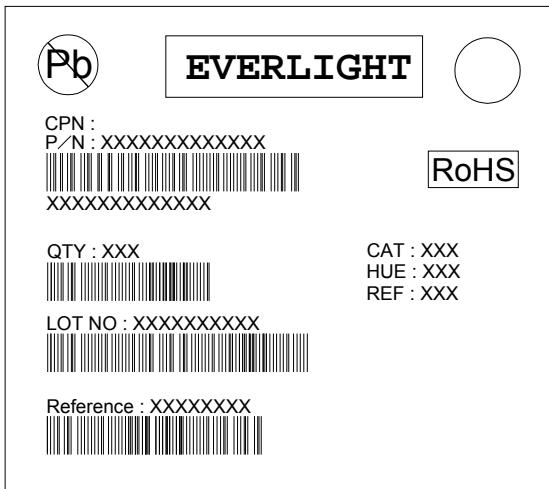 Pb
EVERLIGHT
CPN :
P/N : XXXXXXXXXXXXX
RoHS
XXXXXXXXXXXXX
QTY : XXX
CAT : XXX
HUE : XXX
REF : XXX
LOT NO : XXXXXXXXXX
Reference : XXXXXXXX